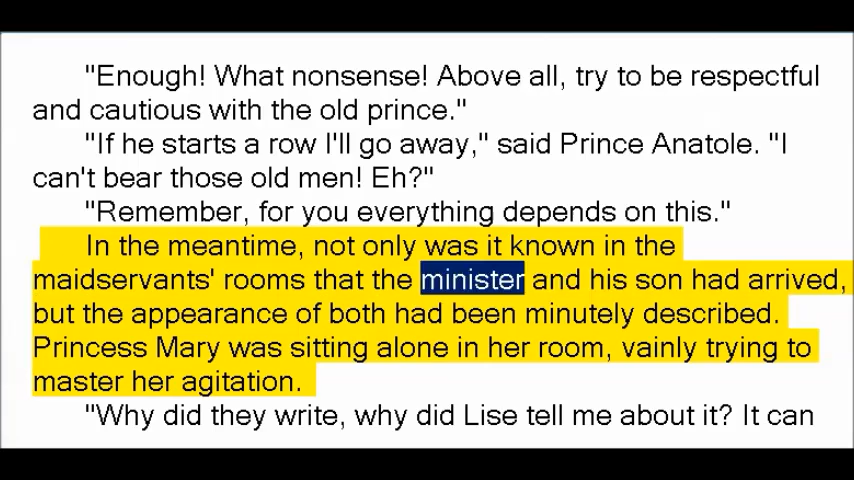 "Enough! What nonsense! Above all, try to be respectful
and cautious with the old prince."
"If he starts a row I'll go away," said Prince Anatole. "I
can't bear those old men! Eh?"
"Remember, for you everything depends on this."
In the meantime, not only was it known in the
maidservants' rooms that the minister and his son had arrived,
but the appearance of both had been minutely described.
Princess Mary was sitting alone in her room, vainly trying to
master her agitation.
"Why did they write, why did Lise tell me about it? It can